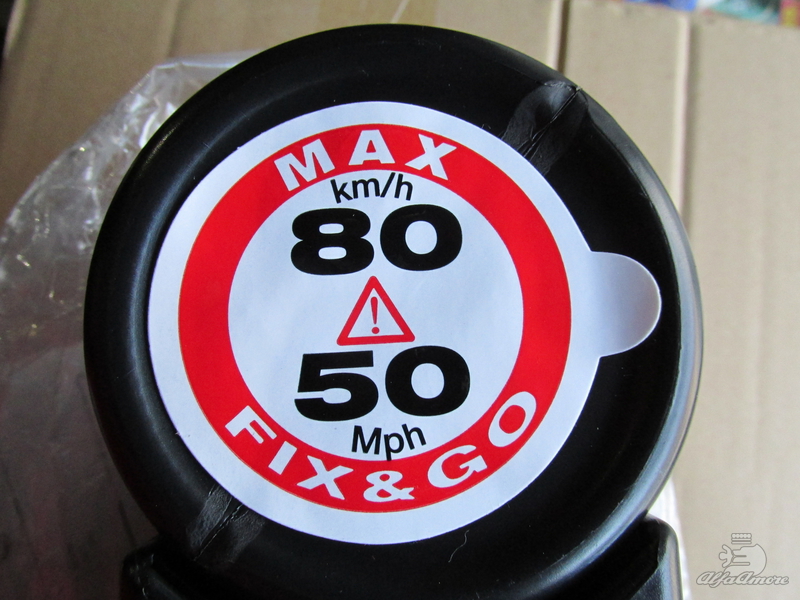 MAX
km/h
80
!
50
Mph
FIX&GO
AlfaAmore